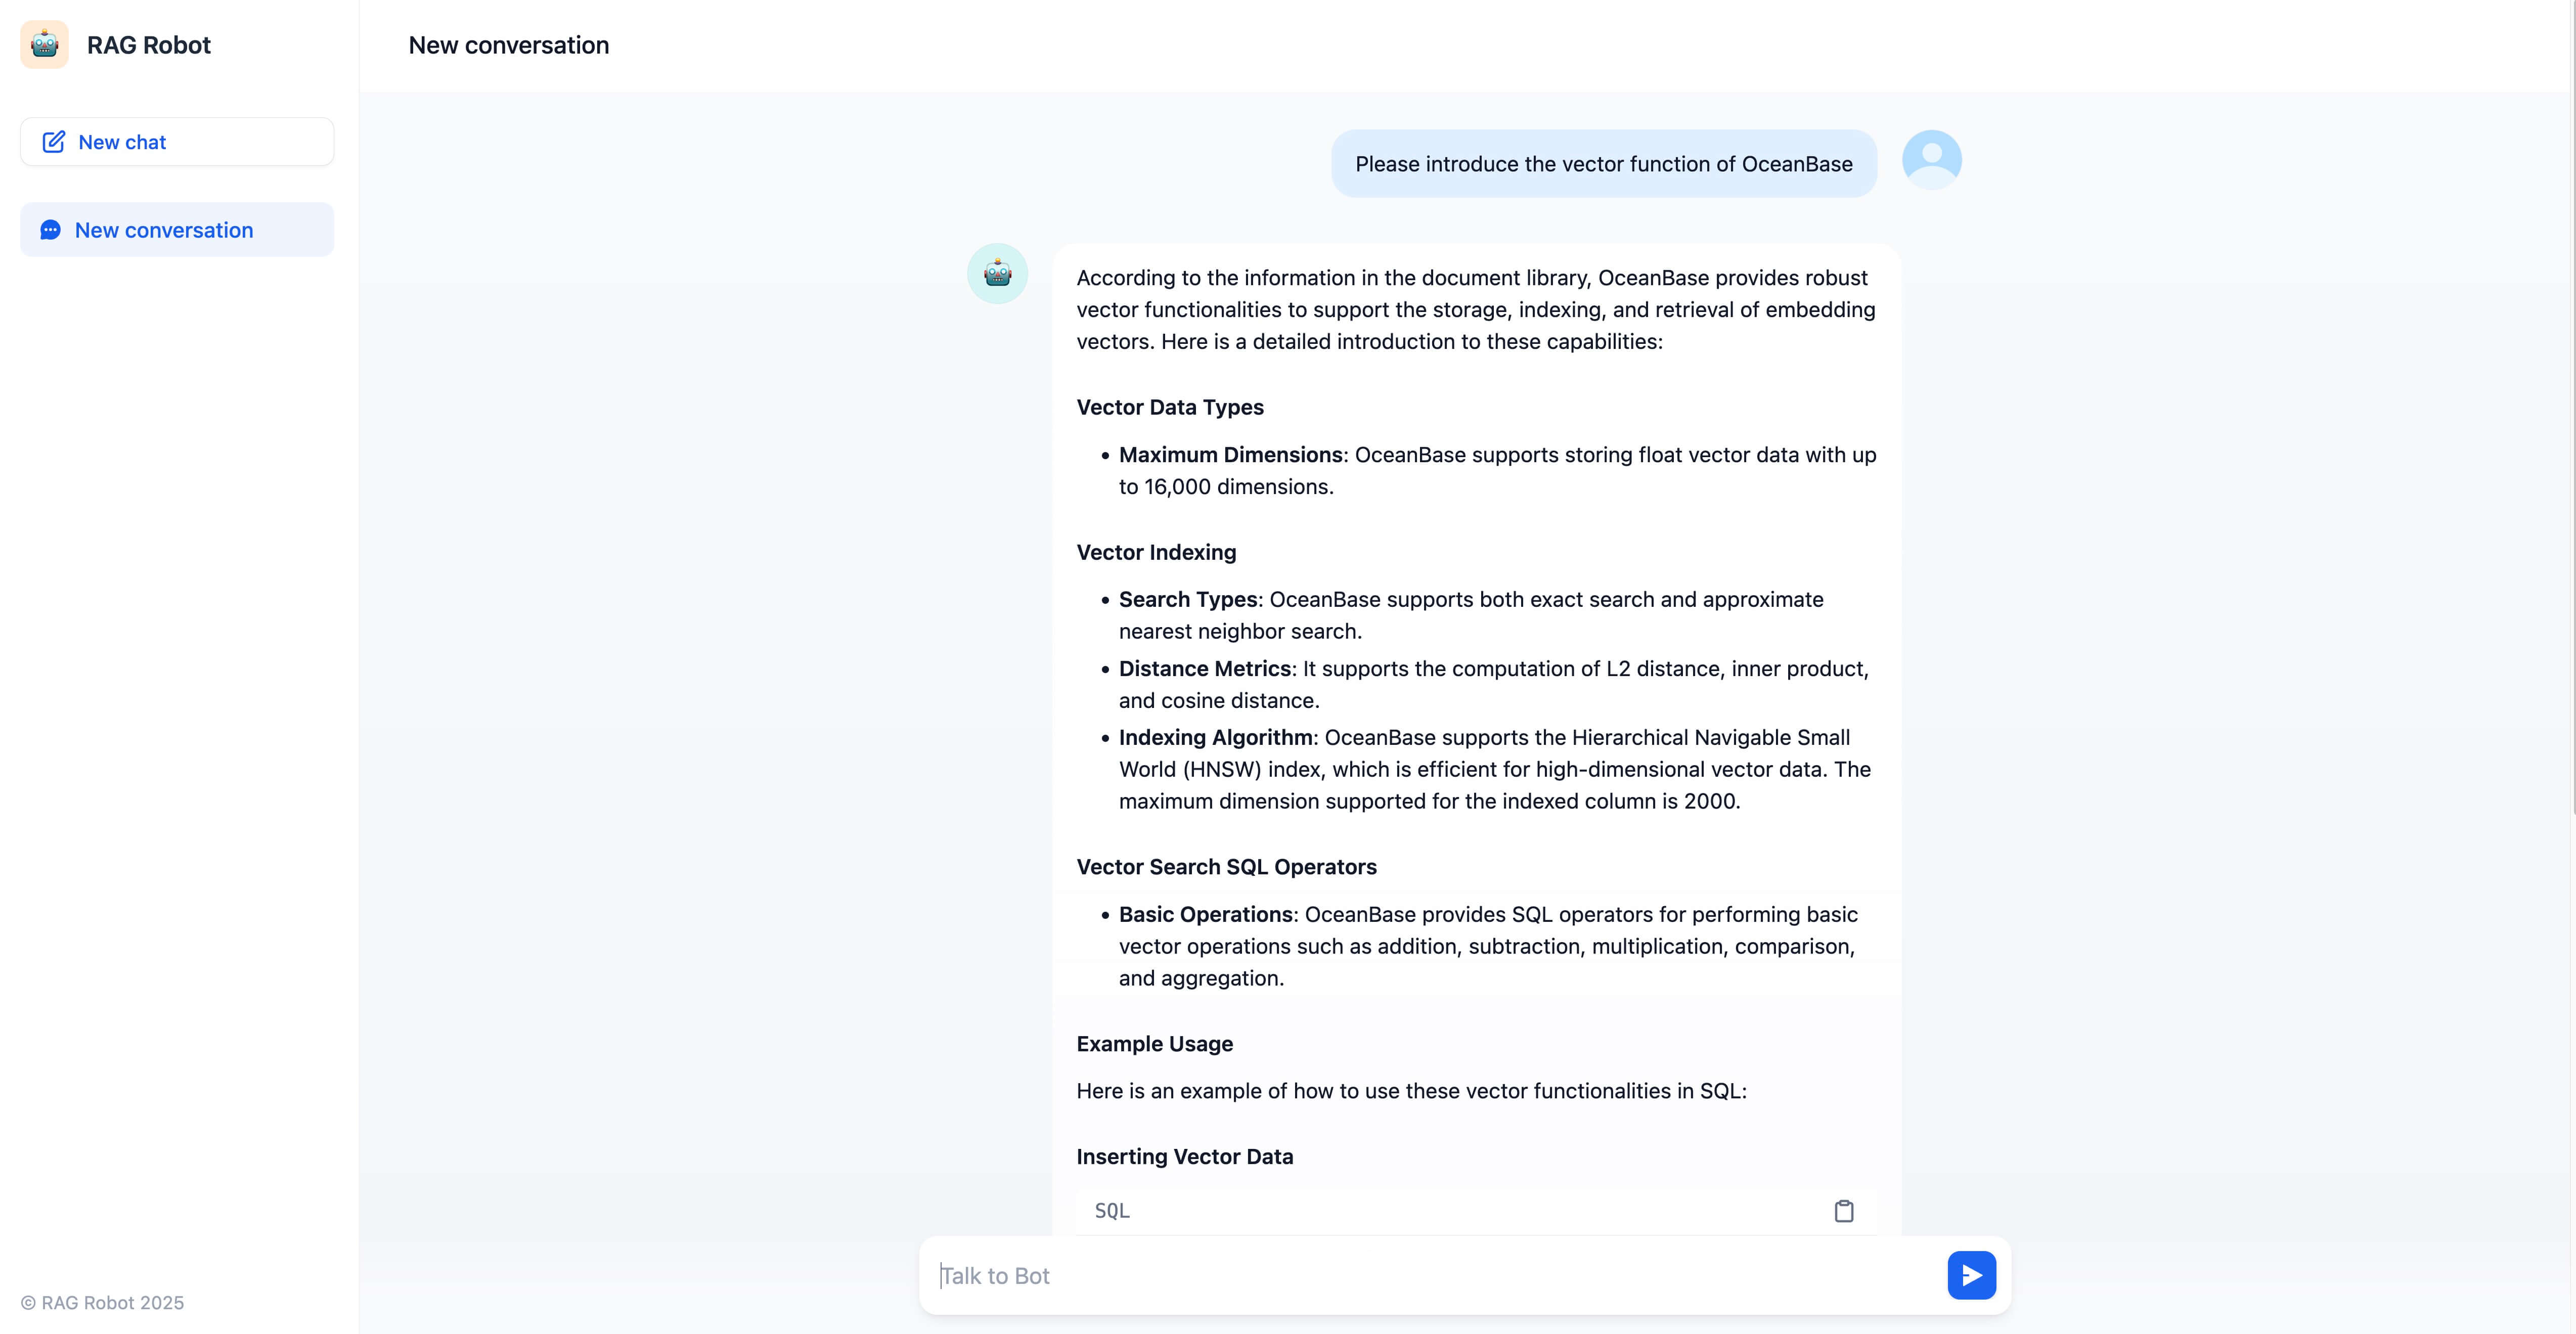 RAG Robot
New chat
New conversation
© RAG Robot 2025
New conversation
Please introduce the vector function of OceanBase
According to the information in the document library, OceanBase provides robust
vector functionalities to support the storage, indexing, and retrieval of embedding
vectors. Here is a detailed introduction to these capabilities:
Vector Data Types
• Maximum Dimensions: OceanBase supports storing float vector data with up
to 16,000 dimensions.
Vector Indexing
• Search Types: OceanBase supports both exact search and approximate
nearest neighbor search.
• Distance Metrics: It supports the computation of L2 distance, inner product,
and cosine distance.
• Indexing Algorithm: OceanBase supports the Hierarchical Navigable Small
World (HNSW) index, which is efficient for high-dimensional vector data. The
maximum dimension supported for the indexed column is 2000.
Vector Search SQL Operators
• Basic Operations: OceanBase provides SQL operators for performing basic
vector operations such as addition, subtraction, multiplication, comparison,
and aggregation.
Example Usage
Here is an example of how to use these vector functionalities in SQL:
Inserting Vector Data
SQL
Talk to Bot